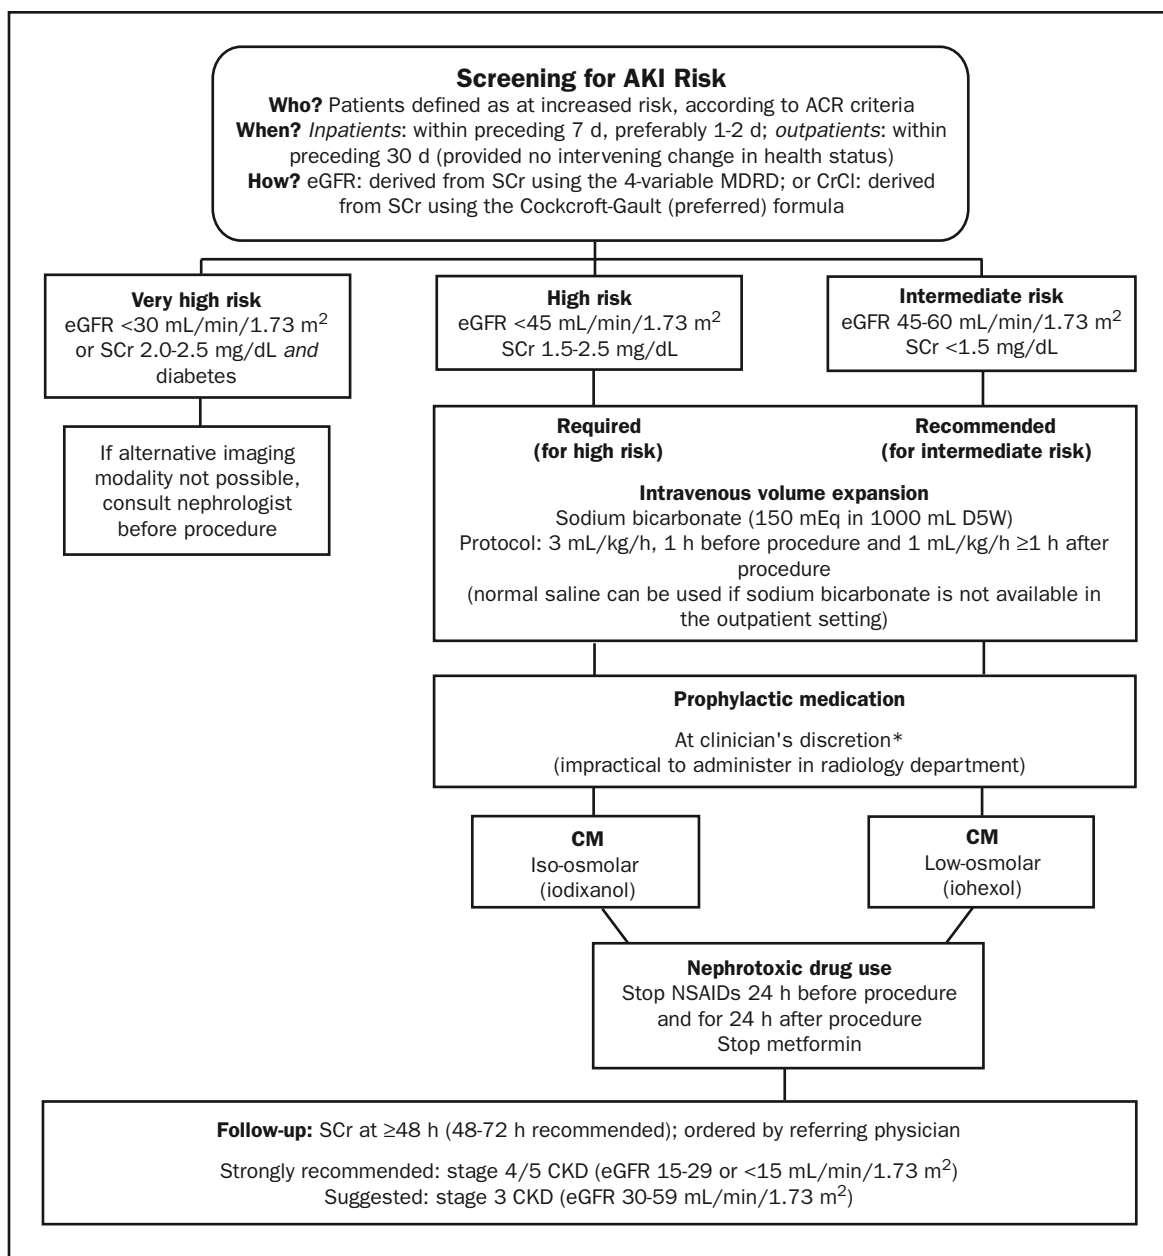 Screening for AKI Risk
Who? Patients defined as at increased risk, according to ACR criteria
When? Inpatients: within preceding 7 d, preferably 1-2 d; outpatients: within
preceding 30 d (provided no intervening change in health status)
How? eGFR: derived from SCr using the 4-variable MDRD; or CrCl: derived
from SCr using the Cockcroft-Gault (preferred) formula
Very high risk
eGFR <30 mL/min/1.73 m²
or SCr 2.0-2.5 mg/dL and
diabetes
High risk
eGFR <45 mL/min/1.73 m²
SCr 1.5-2.5 mg/dL
Intermediate risk
eGFR 45-60 mL/min/1.73 m²
SCr <1.5 mg/dL
If alternative imaging
modality not possible,
consult nephrologist
before procedure
Required
(for high risk)
Recommended
(for intermediate risk)
Intravenous volume expansion
Sodium bicarbonate (150 mEq in 1000 mL D5W)
Protocol: 3 mL/kg/h, 1 h before procedure and 1 mL/kg/h ≥1 h after
procedure
(normal saline can be used if sodium bicarbonate is not available in
the outpatient setting)
Prophylactic medication
At clinician's discretion*
(impractical to administer in radiology department)
CM
Iso-osmolar
(iodixanol)
CM
Low-osmolar
(iohexol)
Nephrotoxic drug use
Stop NSAIDs 24 h before procedure
and for 24 h after procedure
Stop metformin
Follow-up: SCr at ≥48 h (48-72 h recommended); ordered by referring physician
Strongly recommended: stage 4/5 CKD (eGFR 15-29 or <15 mL/min/1.73 m²)
Suggested: stage 3 CKD (eGFR 30-59 mL/min/1.73 m²)